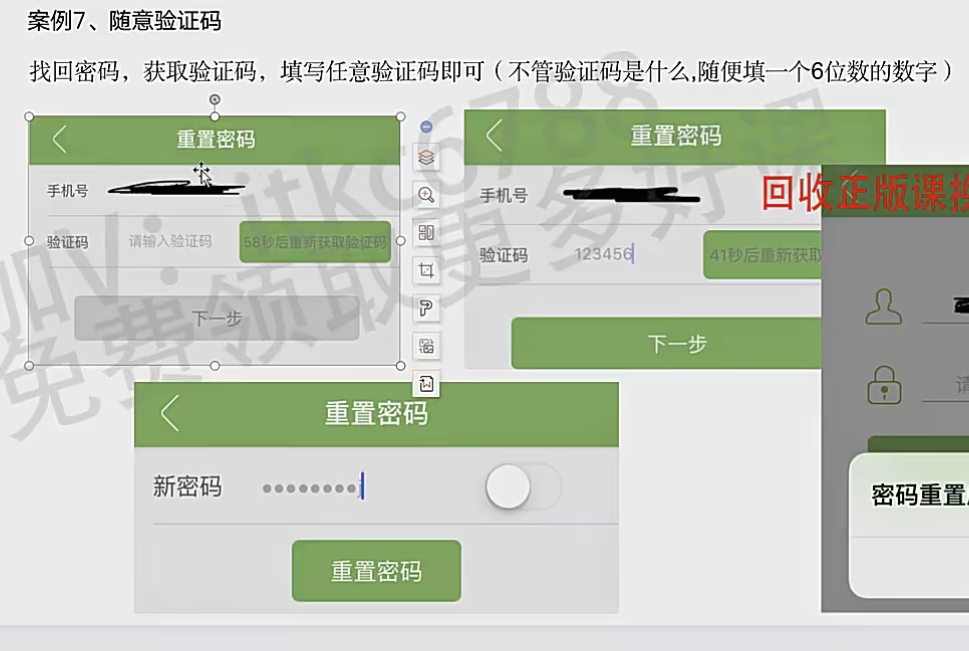 案例7、随意验证码
找回密码，获取验证码，填写任意验证码即可（不管验证码是什么,随便填一个6位数的数字）
重置密码
手机号
验证码 请输入验证码 58秒后重新获取验证码
下一步
重置密码
手机号
验证码 123456 41秒后重新获取
下一步
回收正版课
密码重置
重置密码
新密码
重置密码
加V：itkc6788
免费领取更多好课